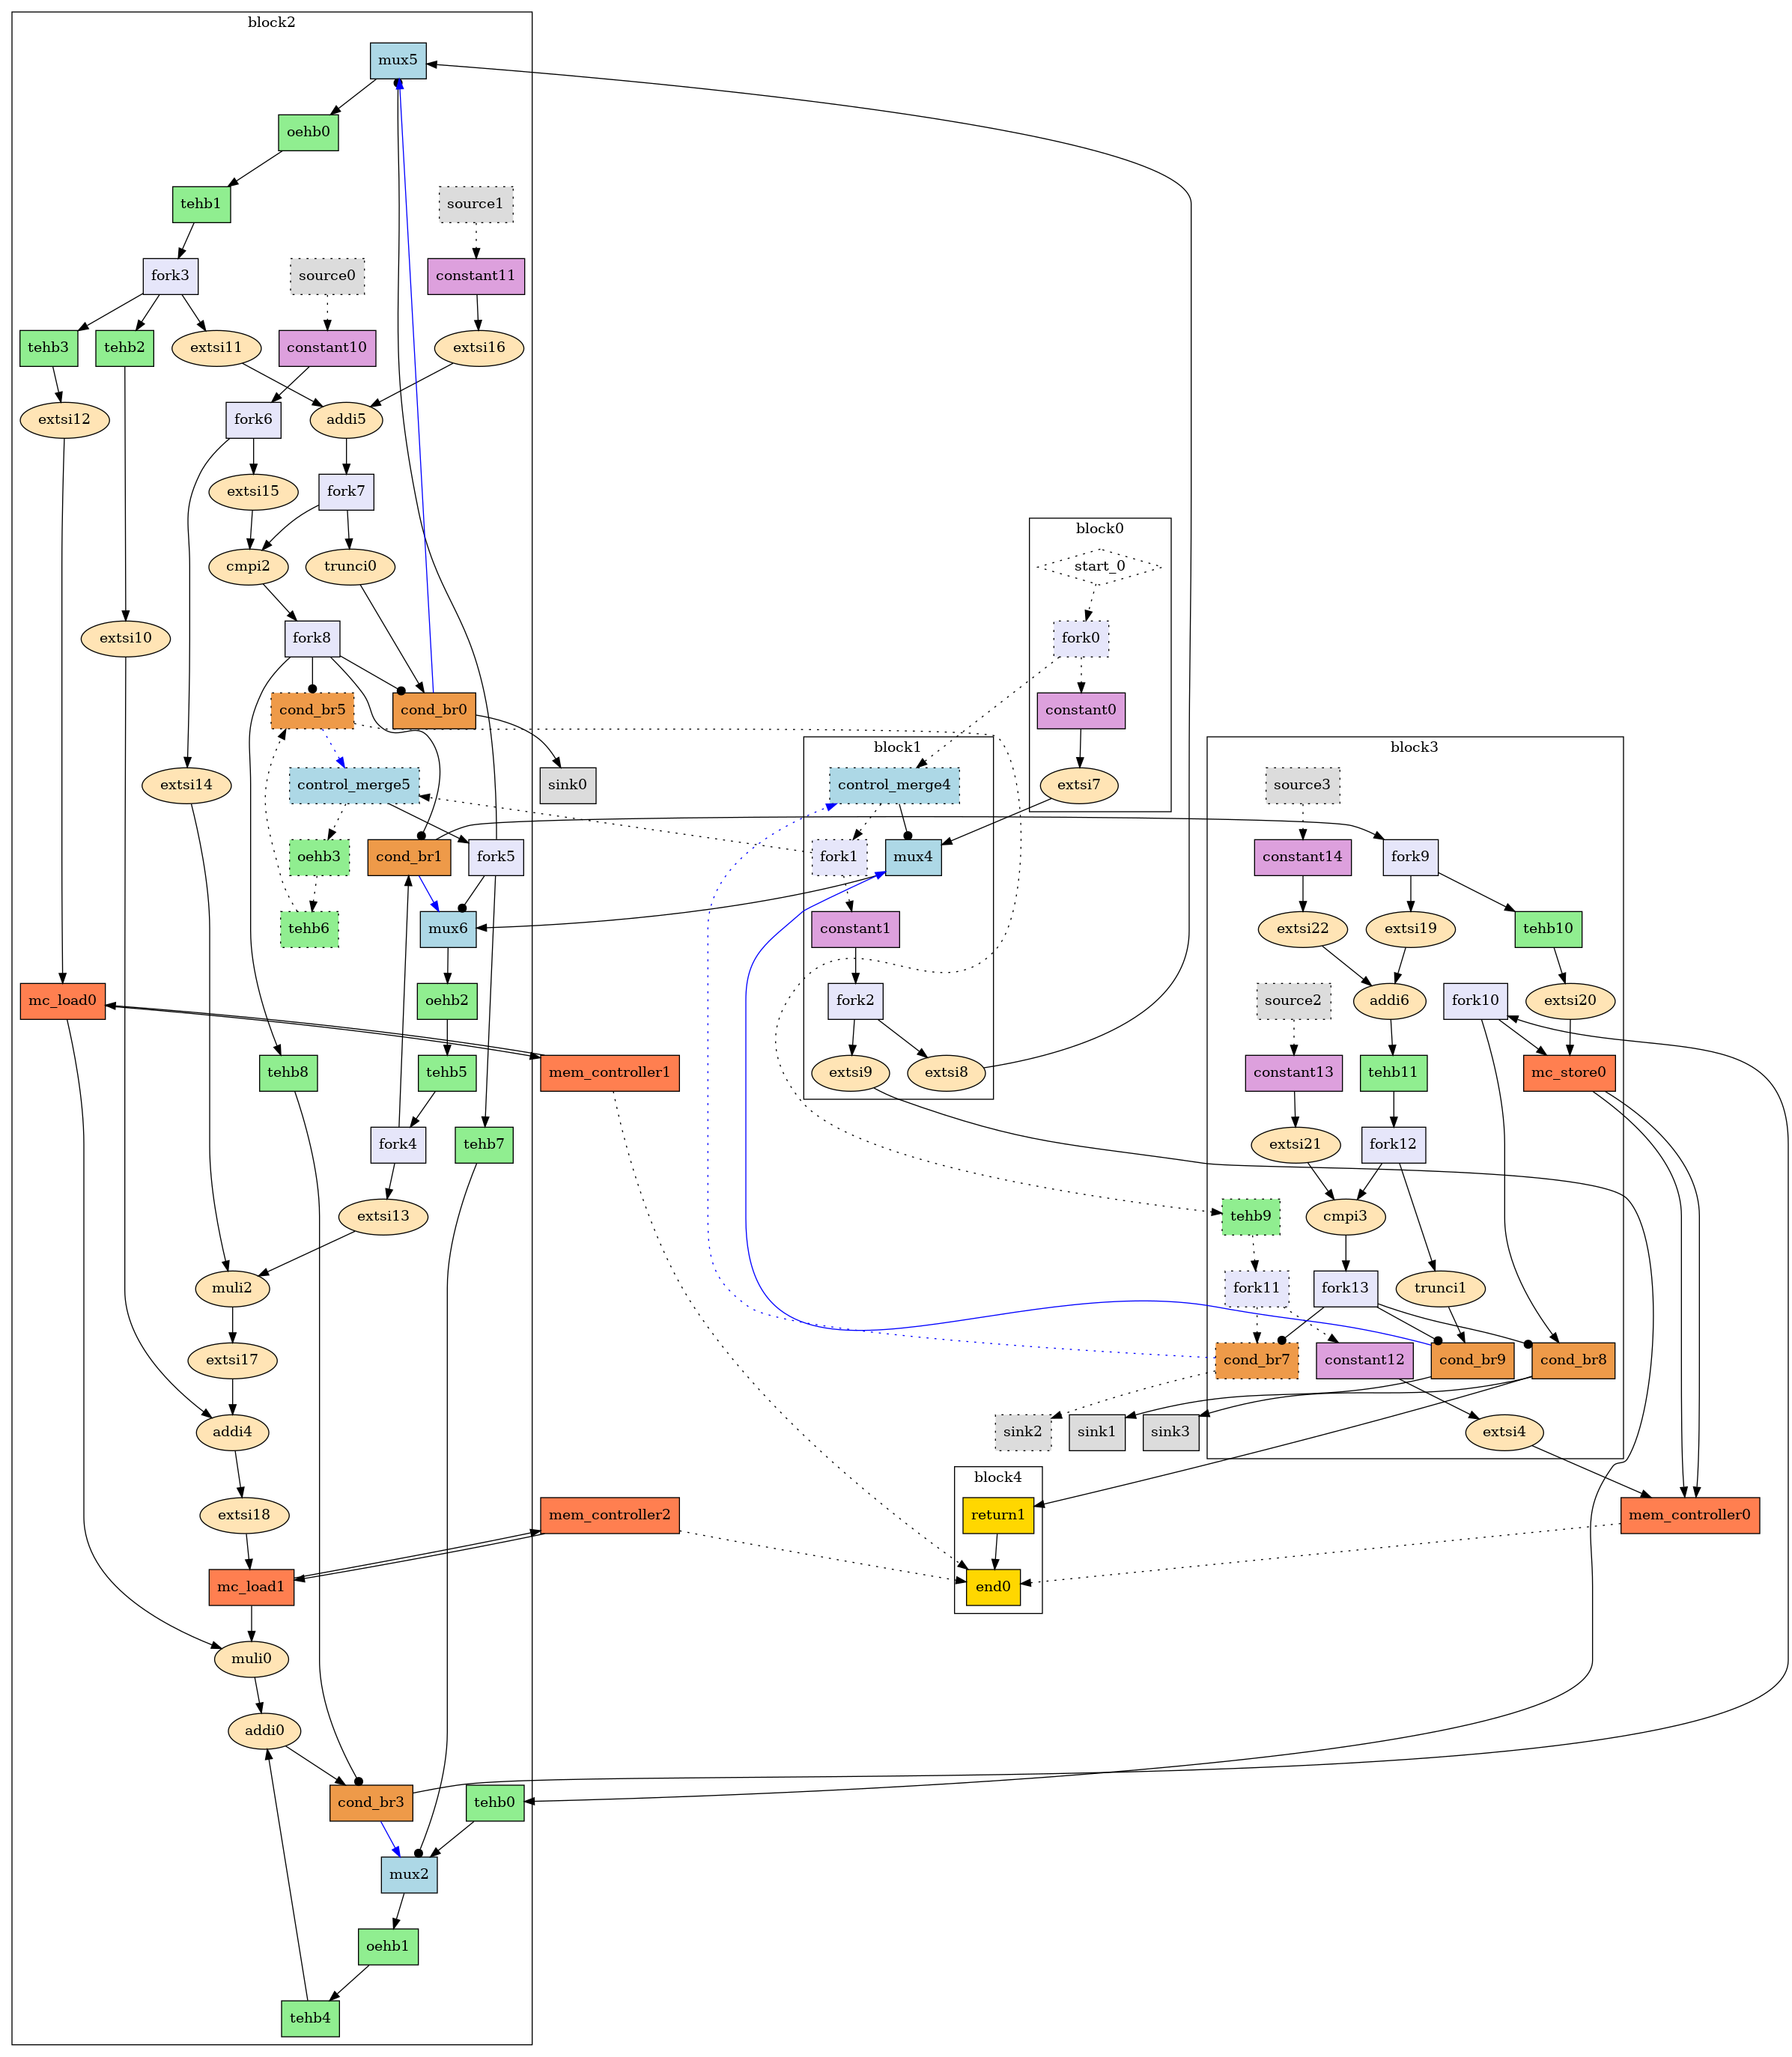 block2
mux5
oehb0
tehb1
source1
fork3
source0
constant11
tehb3
tehb2
extsi11
constant10
extsi16
extsi12
fork6
addi5
extsi15
fork7
cmpi2
trunci0
extsi10
fork8
cond_br5
cond_br0
extsi14
control_merge5
sink0
oehb3
cond_br1
fork5
tehb6
mux6
mc_load0
oehb2
tehb8
tehb5
mem_controller1
fork4
tehb7
extsi13
muli2
extsi17
addi4
extsi18
mem_controller2
mc_load1
muli0
addi0
cond_br3
tehb0
mux2
oehb1
tehb4
block0
start_0
fork0
constant0
extsi7
block1
control_merge4
fork1
mux4
constant1
fork2
extsi9
extsi8
block3
source3
constant14
fork9
extsi22
extsi19
tehb10
source2
addi6
fork10
extsi20
constant13
tehb11
mc_store0
extsi21
fork12
tehb9
cmpi3
fork11
fork13
trunci1
cond_br7
constant12
cond_br9
cond_br8
sink2
sink1
sink3
extsi4
block4
return1
mem_controller0
end0